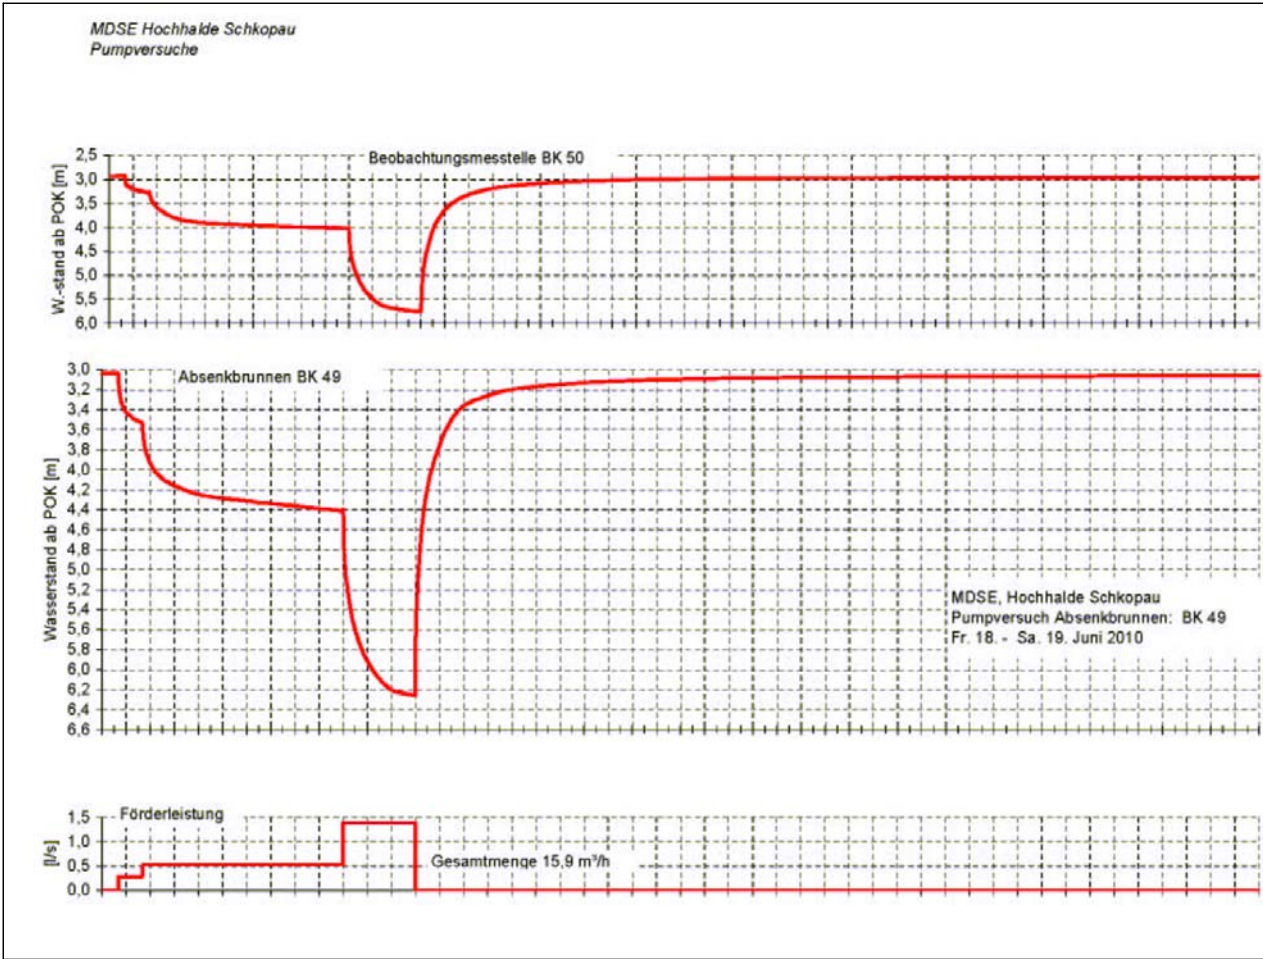 MDSE Hochhalde Schkopau
Pumpversuche
Beobachtungsmesstelle BK 50
W.-stand ab POK [m]
2,5
3,0
3,5
4,0
4,5
5,0
5,5
6,0
Absenkbrunnen BK 49
Wasserstand ab POK [m]
3,0
3,2
3,4
3,6
3,8
4,0
4,2
4,4
4,6
4,8
5,0
5,2
5,4
5,6
5,8
6,0
6,2
6,4
6,6
MDSE, Hochhalde Schkopau
Pumpversuch Absenkbrunnen: BK 49
Fr. 18. - Sa. 19. Juni 2010
Förderleistung
[l/s]
1,5
1,0
0,5
0,0
Gesamtmenge 15,9 m³/h